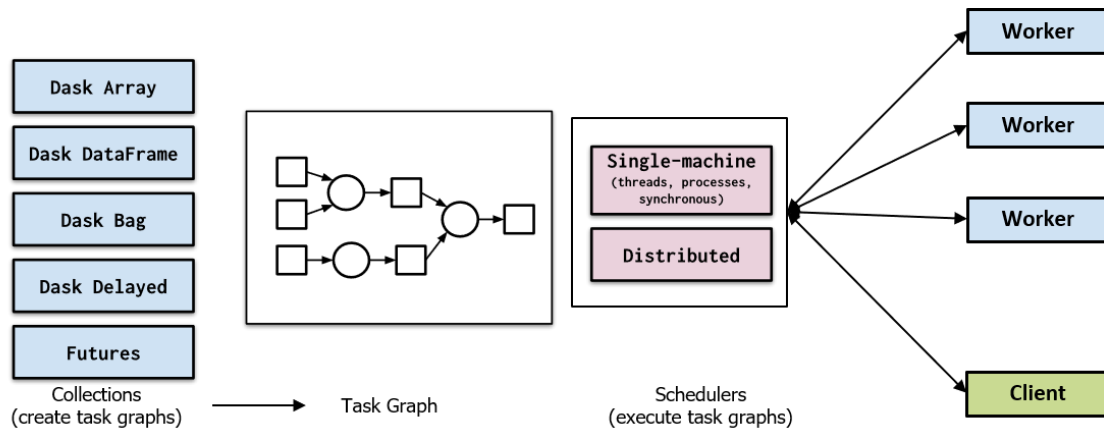 Dask Array
Dask DataFrame
Dask Bag
Dask Delayed
Futures
Collections
(create task graphs)
Task Graph
Single-machine
(threads, processes,
synchronous)
Distributed
Schedulers
(execute task graphs)
Worker
Worker
Worker
Client